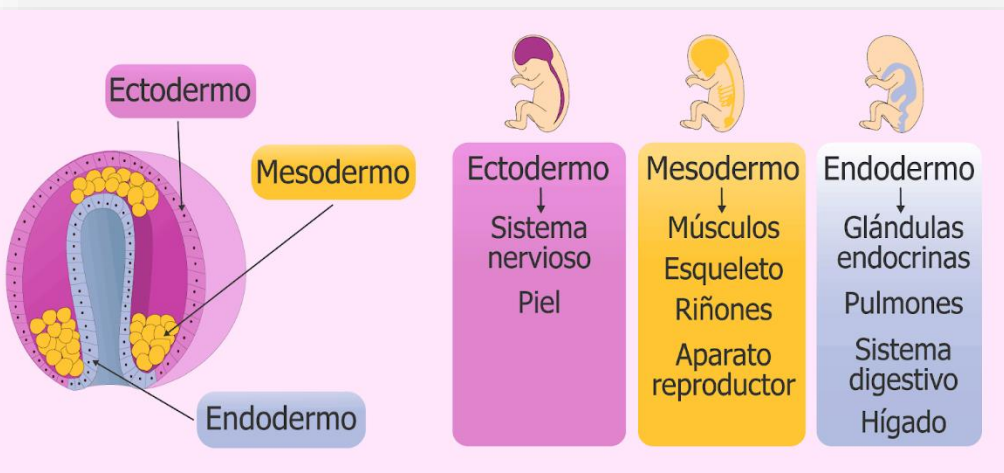 Ectodermo
Mesodermo
Endodermo
Ectodermo
Sistema
nervioso
Piel
Mesodermo
Músculos
Esqueleto
Riñones
Aparato
reproductor
Endodermo
Glándulas
endocrinas
Pulmones
Sistema
digestivo
Hígado